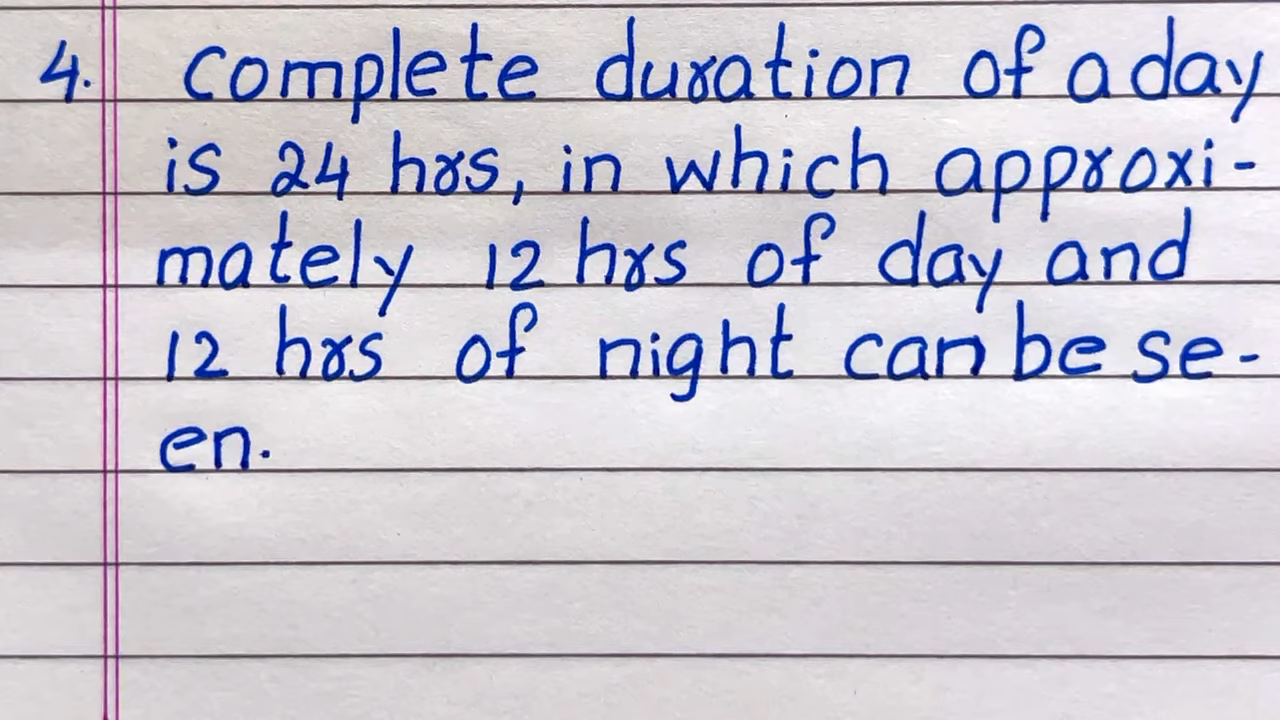 4. Complete duration of a day
is 24 hrs, in which approxi-
mately 12 hrs of day and
12 hrs of night can be se-
en.